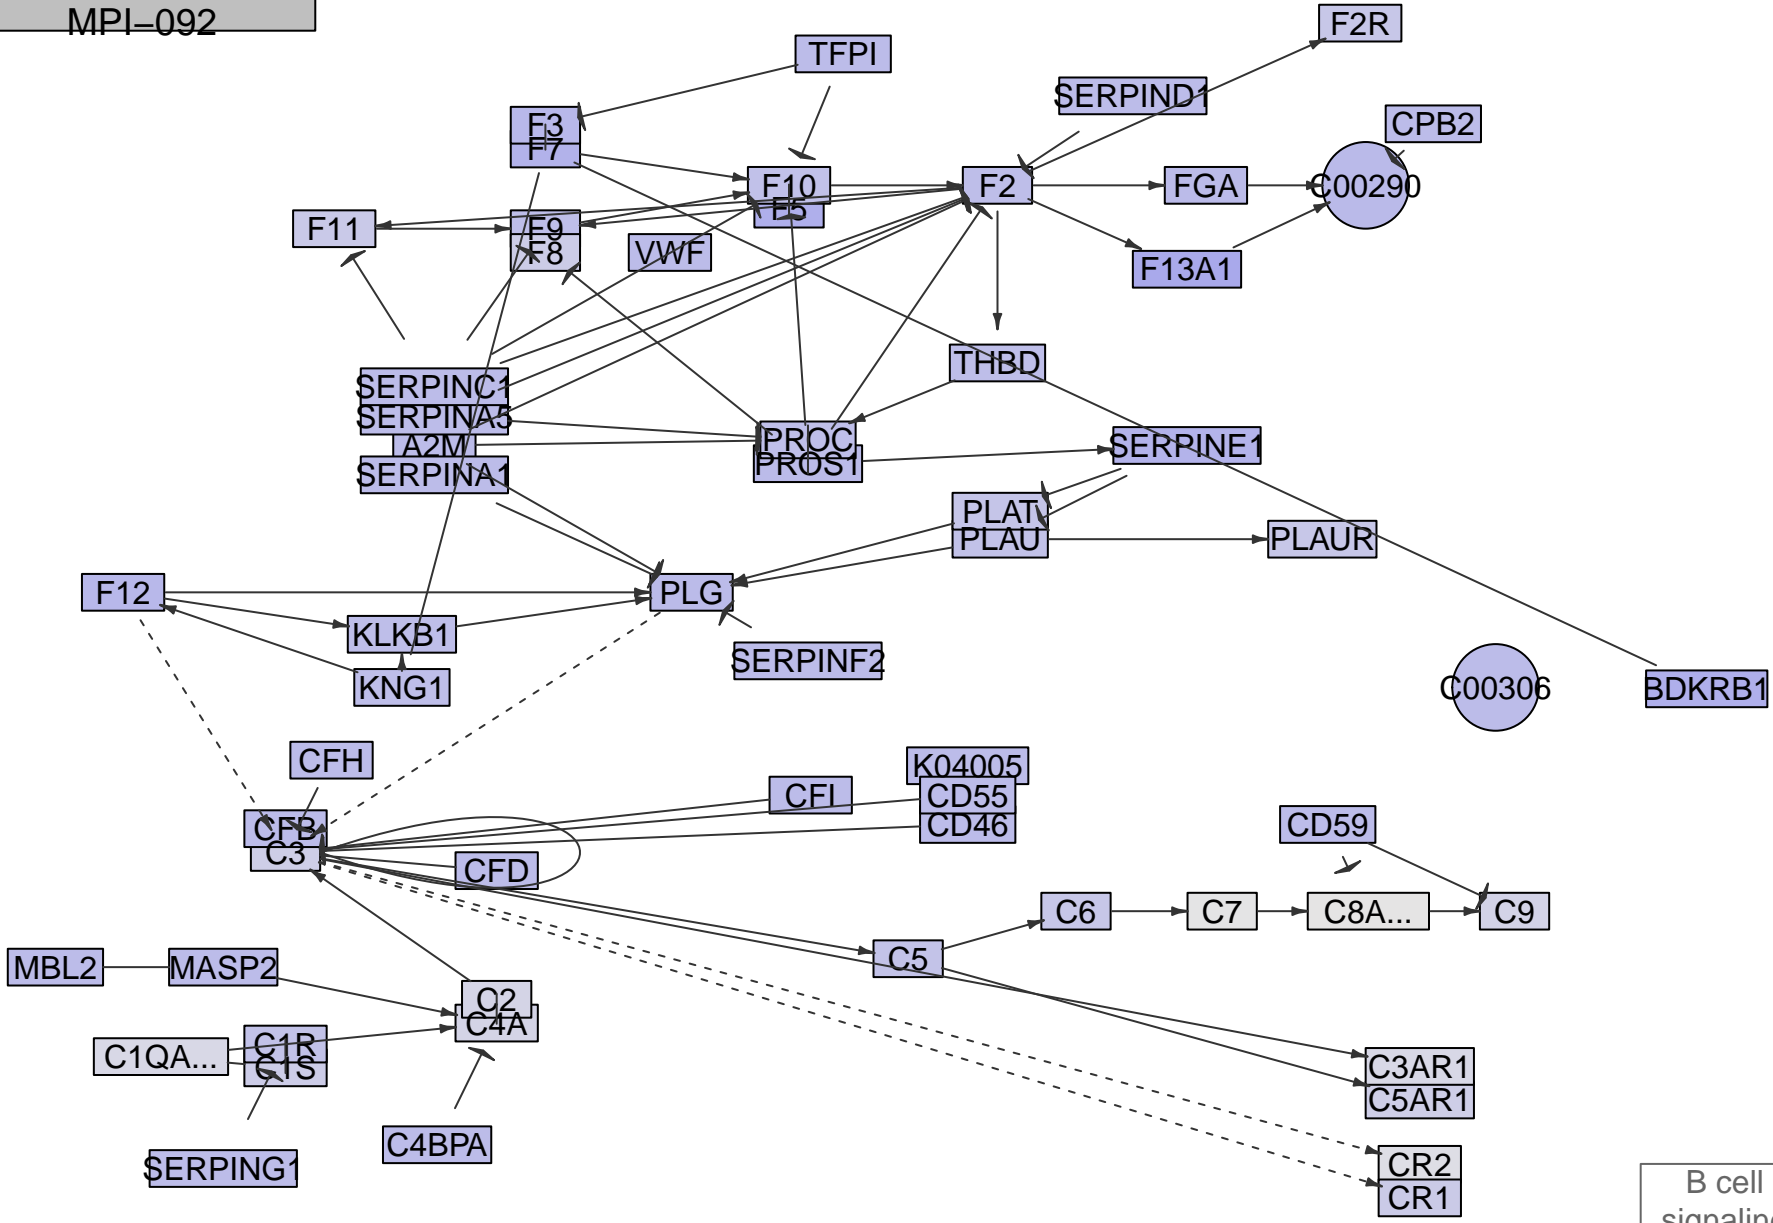 MPI–092
F2R
TFPI
SERPIND1
CPB2
F3
F7
F10
F5
F2
FGA
C00290
F11
F9
F8
VWF
F13A1
THBD
SERPINC1
SERPINA5
A2M
SERPINA1
PROC
PROS1
SERPINE1
PLAT
PLAU
PLAUR
F12
PLG
KLKB1
KNG1
SERPINF2
C00306
BDKRB1
CFH
K04005
CFI
CD55
CD46
CFB
C3
CFD
CD59
C6
C7
C8A...
C9
C5
MBL2
MASP2
C2
C4A
C1QA...
C1R
C1S
C3AR1
C5AR1
C4BPA
SERPING1
CR2
CR1
B cell
signaling